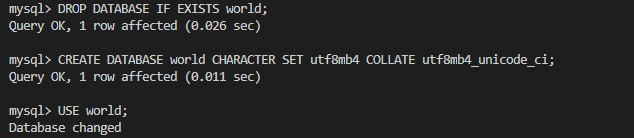 mysql> DROP DATABASE IF EXISTS world;
Query OK, 1 row affected (0.026 sec)
mysql> CREATE DATABASE world CHARACTER SET utf8mb4 COLLATE utf8mb4_unicode_ci;
Query OK, 1 row affected (0.011 sec)
mysql> USE world;
Database changed